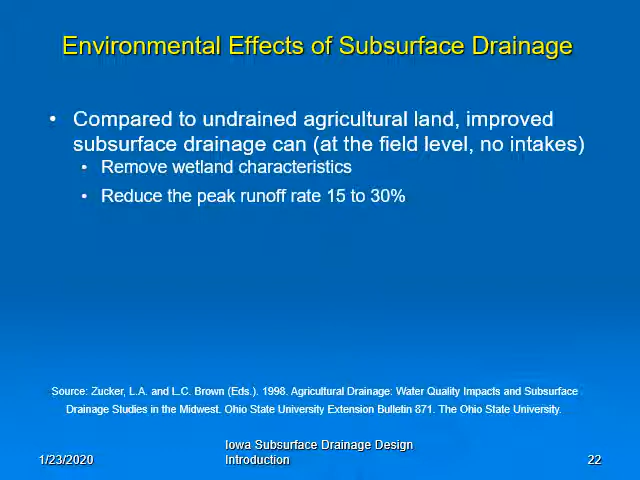 Environmental Effects of Subsurface Drainage
• Compared to undrained agricultural land, improved
subsurface drainage can (at the field level, no intakes)
• Remove wetland characteristics
• Reduce the peak runoff rate 15 to 30%
Source: Zucker, L.A. and L.C. Brown (Eds.). 1998. Agricultural Drainage: Water Quality Impacts and Subsurface
Drainage Studies in the Midwest. Ohio State University Extension Bulletin 871. The Ohio State University.
Iowa Subsurface Drainage Design
1/23/2020 Introduction 22